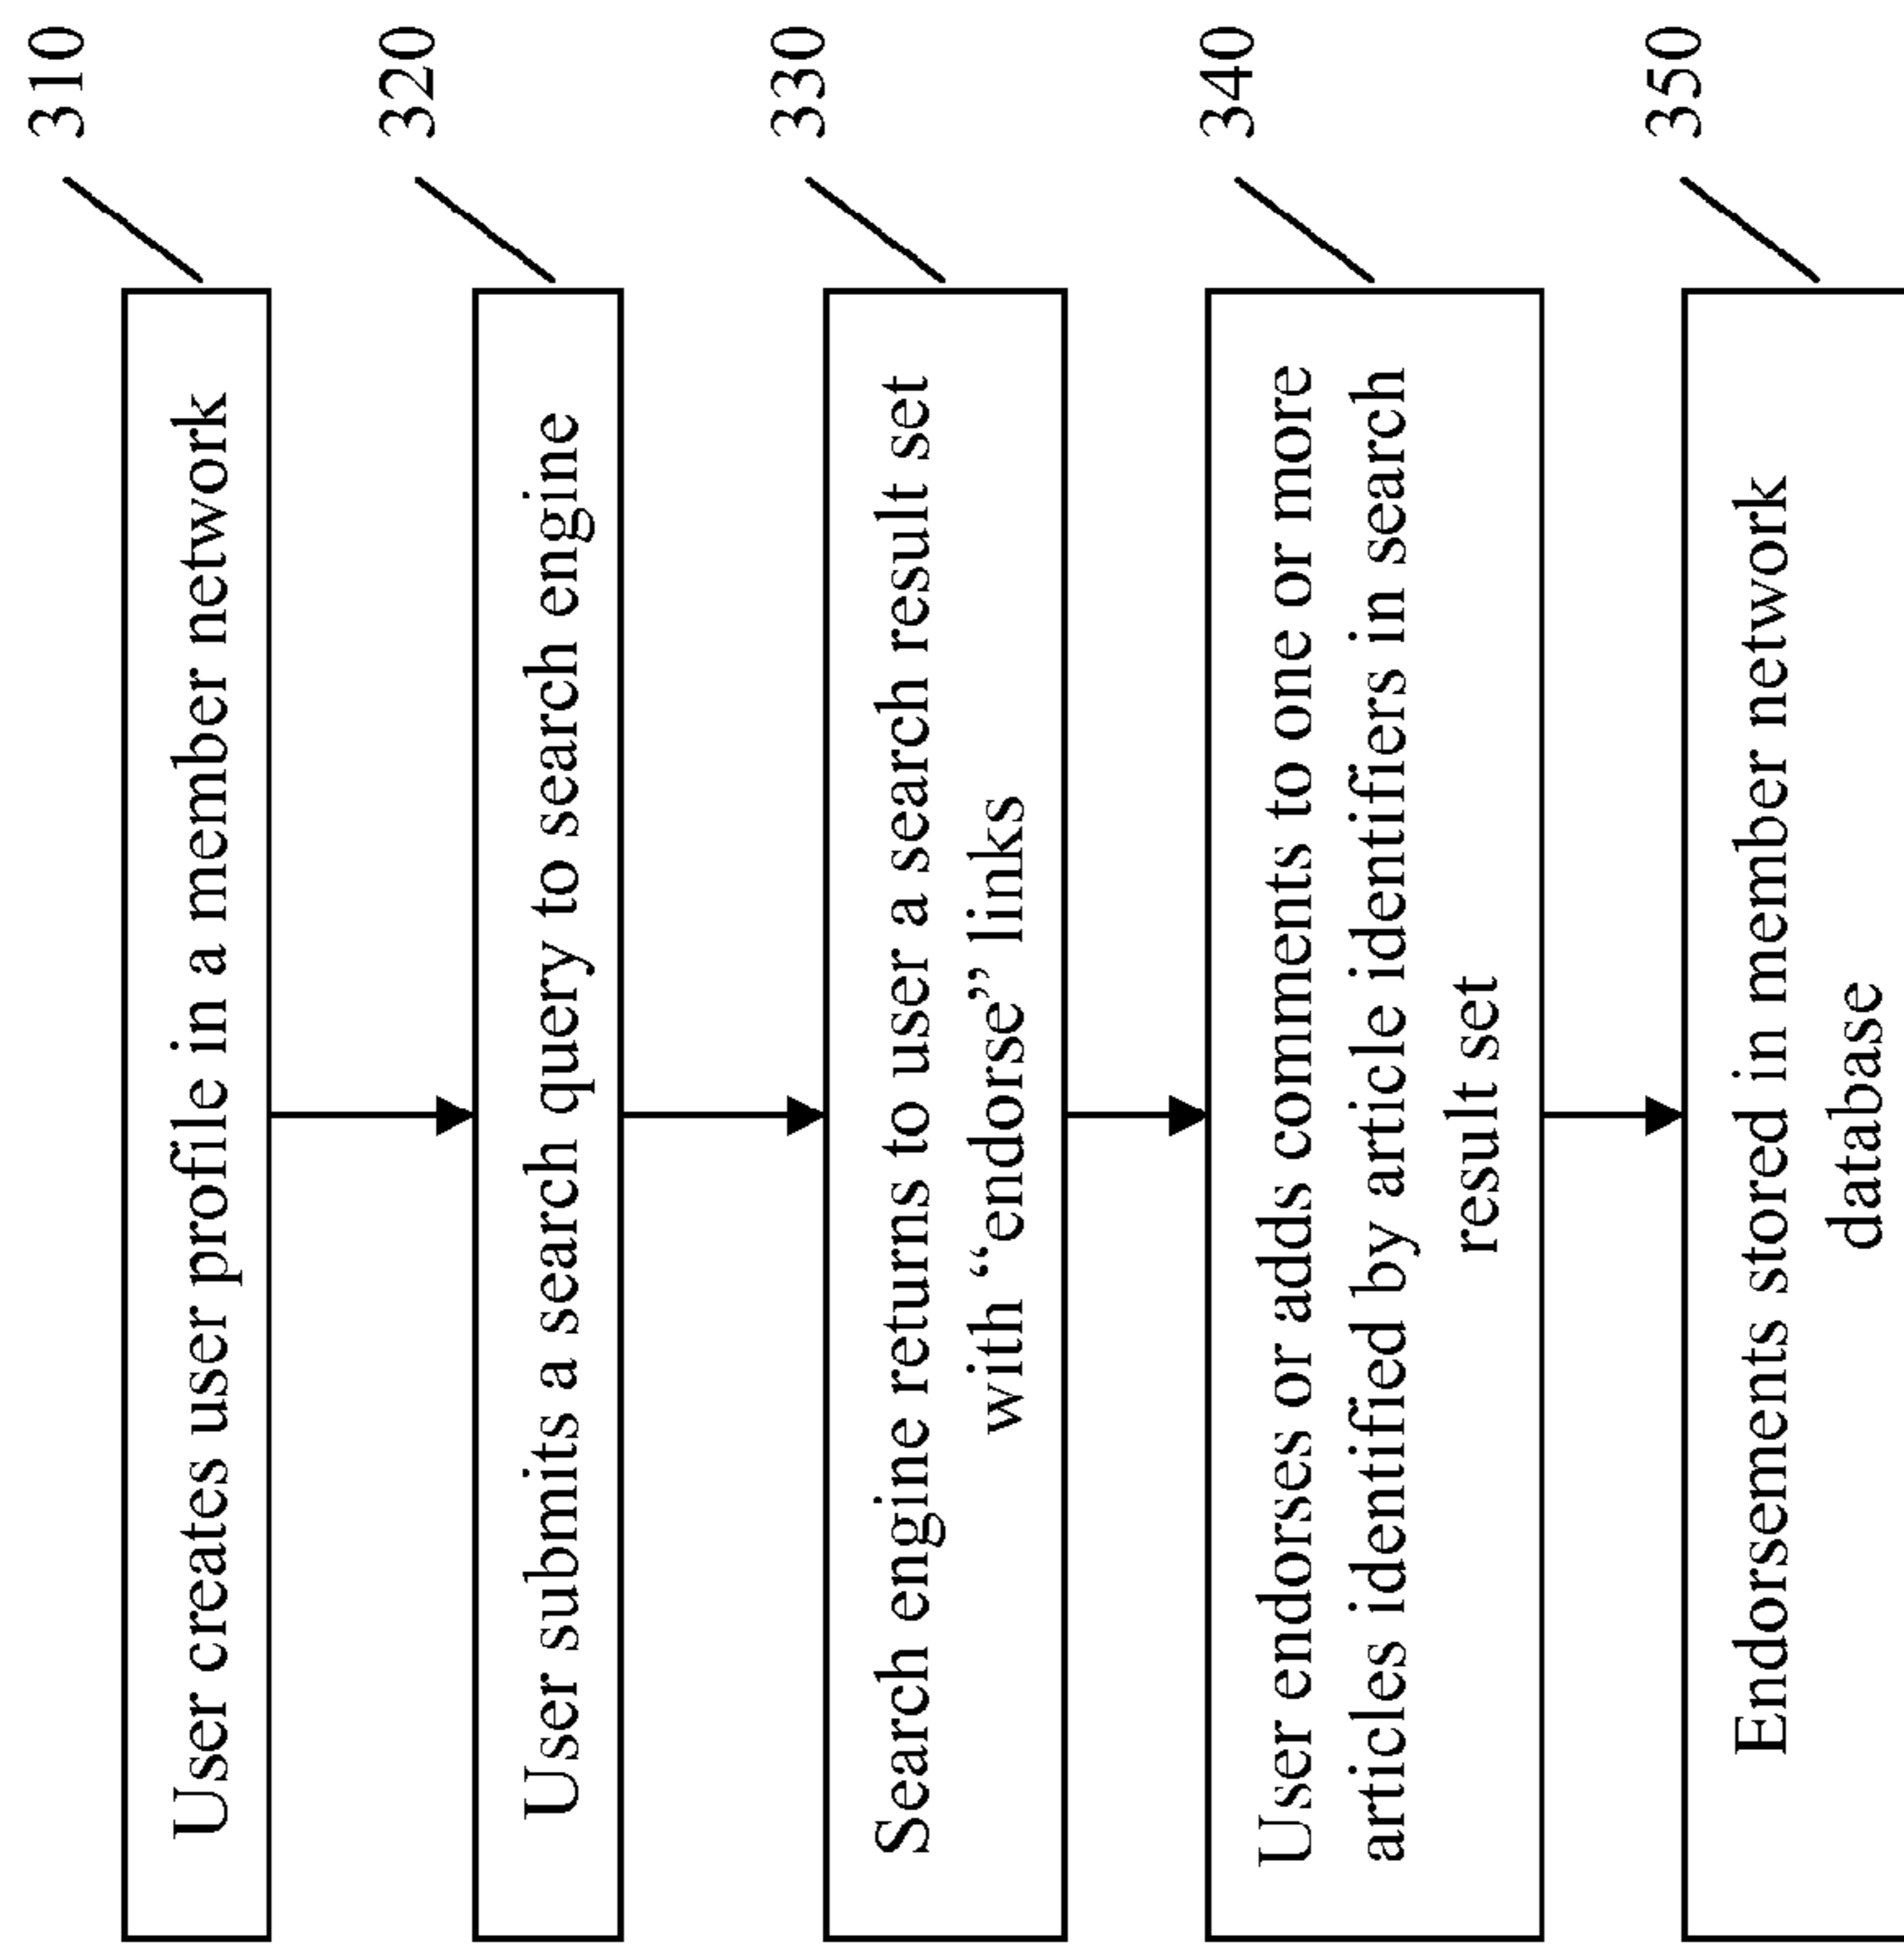 310
User creates user profile in a member network
320
User submits a search query to search engine
330
Search engine returns to user a search result set
with “endorse” links
340
User endorses or adds comments to one or more
articles identified by article identifiers in search
result set
350
Endorsements stored in member network
database